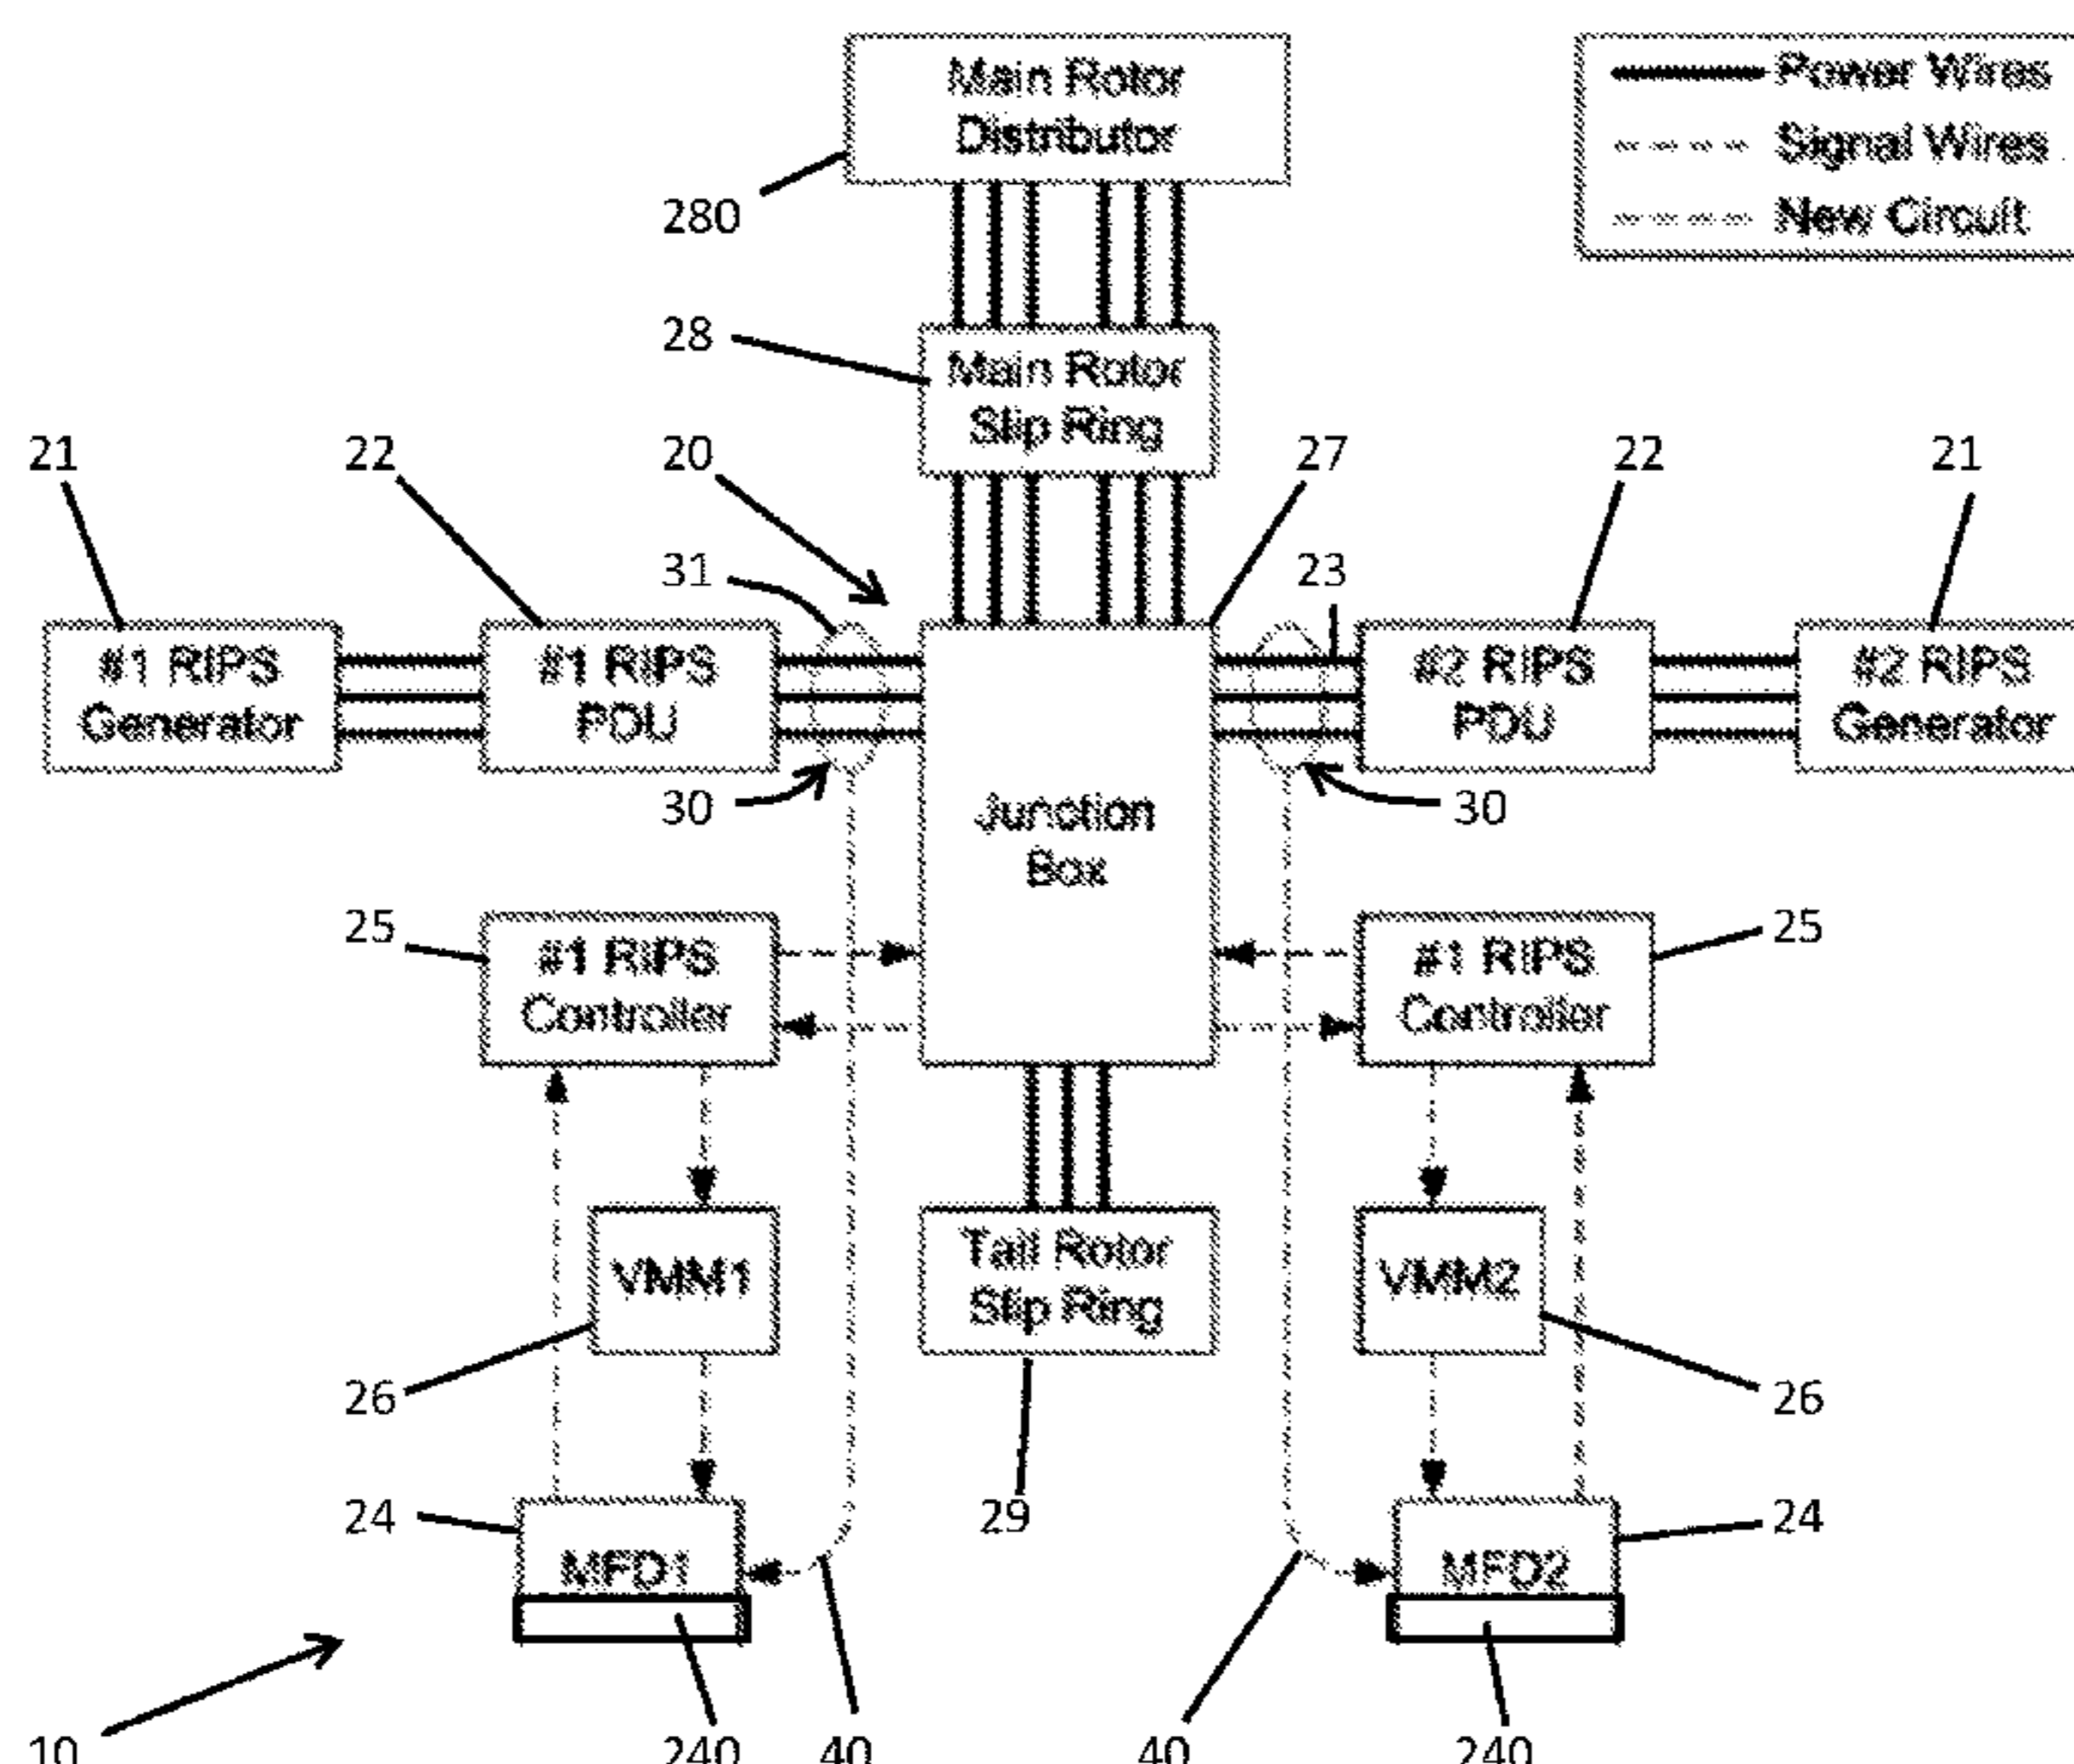 Main Rotor
Distributor
Power Wires
Signal Wires
New Circuit
280
28
Main Rotor
Slip Ring
21
22
20
27
22
21
31
23
#1 RIPS
Generator
#1 RIPS
PDU
#2 RIPS
PDU
#2 RIPS
Generator
30
30
Junction
Box
25
#1 RIPS
Controller
#1 RIPS
Controller
25
VMM1
Tail Rotor
Slip Ring
VMM2
26
26
24
29
24
MFD1
MFD2
10
240
40
40
240